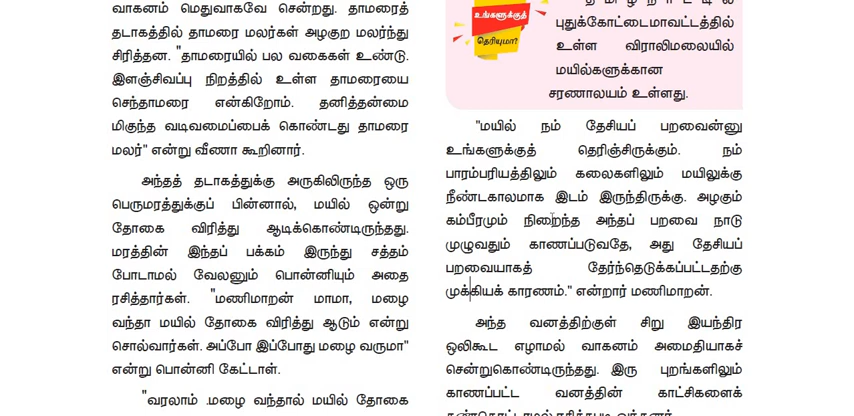 வாகனம் மெதுவாகவே சென்றது. தாமரைத்
தடாகத்தில் தாமரை மலர்கள் அழகுற மலர்ந்து
சிரித்தன. "தாமரையில் பல வகைகள் உண்டு.
இளஞ்சிவப்பு நிறத்தில் உள்ள தாமரையை
செந்தாமரை என்கிறோம். தனித்தன்மை
மிகுந்த வடிவமைப்பைக் கொண்டது தாமரை
மலர்" என்று வீணா கூறினார்.
அந்தத் தடாகத்துக்கு அருகிலிருந்த ஒரு
பெருமரத்துக்குப் பின்னால், மயில் ஒன்று
தோகை விரித்து ஆடிக்கொண்டிருந்தது.
மரத்தின் இந்தப் பக்கம் இருந்து சத்தம்
போடாமல் வேலனும் பொன்னியும் அதை
ரசித்தார்கள். "மணிமாறன் மாமா, மழை
வந்தா மயில் தோகை விரித்து ஆடும் என்று
சொல்வார்கள். அப்போ இப்போது மழை வருமா"
என்று பொன்னி கேட்டாள்.
"வரலாம் .மழை வந்தால் மயில் தோகை
உங்களுக்குத்
தெரியுமா?
புதுக்கோட்டைமாவட்டத்தில்
உள்ள விராலிமலையில்
மயில்களுக்கான
சரணாலயம் உள்ளது.
"மயில் நம் தேசியப் பறவைன்னு
உங்களுக்குத் தெரிஞ்சிருக்கும். நம்
பாரம்பரியத்திலும் கலைகளிலும் மயிலுக்கு
நீண்டகாலமாக இடம் இருந்திருக்கு. அழகும்
கம்பீரமும் நிறைந்த அந்தப் பறவை நாடு
முழுவதும் காணப்படுவதே, அது தேசியப்
பறவையாகத் தேர்ந்தெடுக்கப்பட்டதற்கு
முக்கியக் காரணம்." என்றார் மணிமாறன்.
அந்த வனத்திற்குள் சிறு இயந்திர
ஒலிகூட எழாமல் வாகனம் அமைதியாகச்
சென்றுகொண்டிருந்தது. இரு புறங்களிலும்
காணப்பட்ட வனத்தின் காட்சிகளைக்